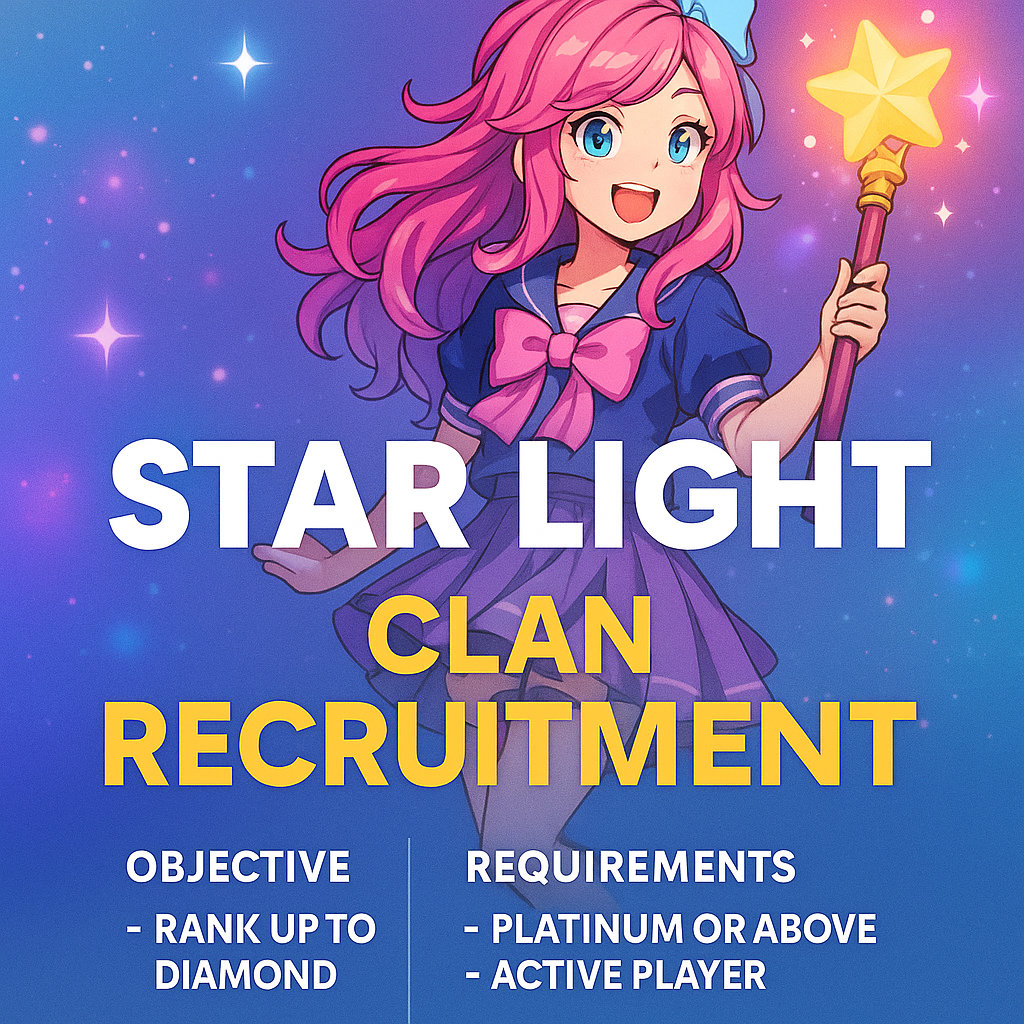 STAR LIGHT
CLAN
RECRUITMENT
OBJECTIVE
- RANK UP TO
DIAMOND
REQUIREMENTS
- PLATINUM OR ABOVE
- ACTIVE PLAYER